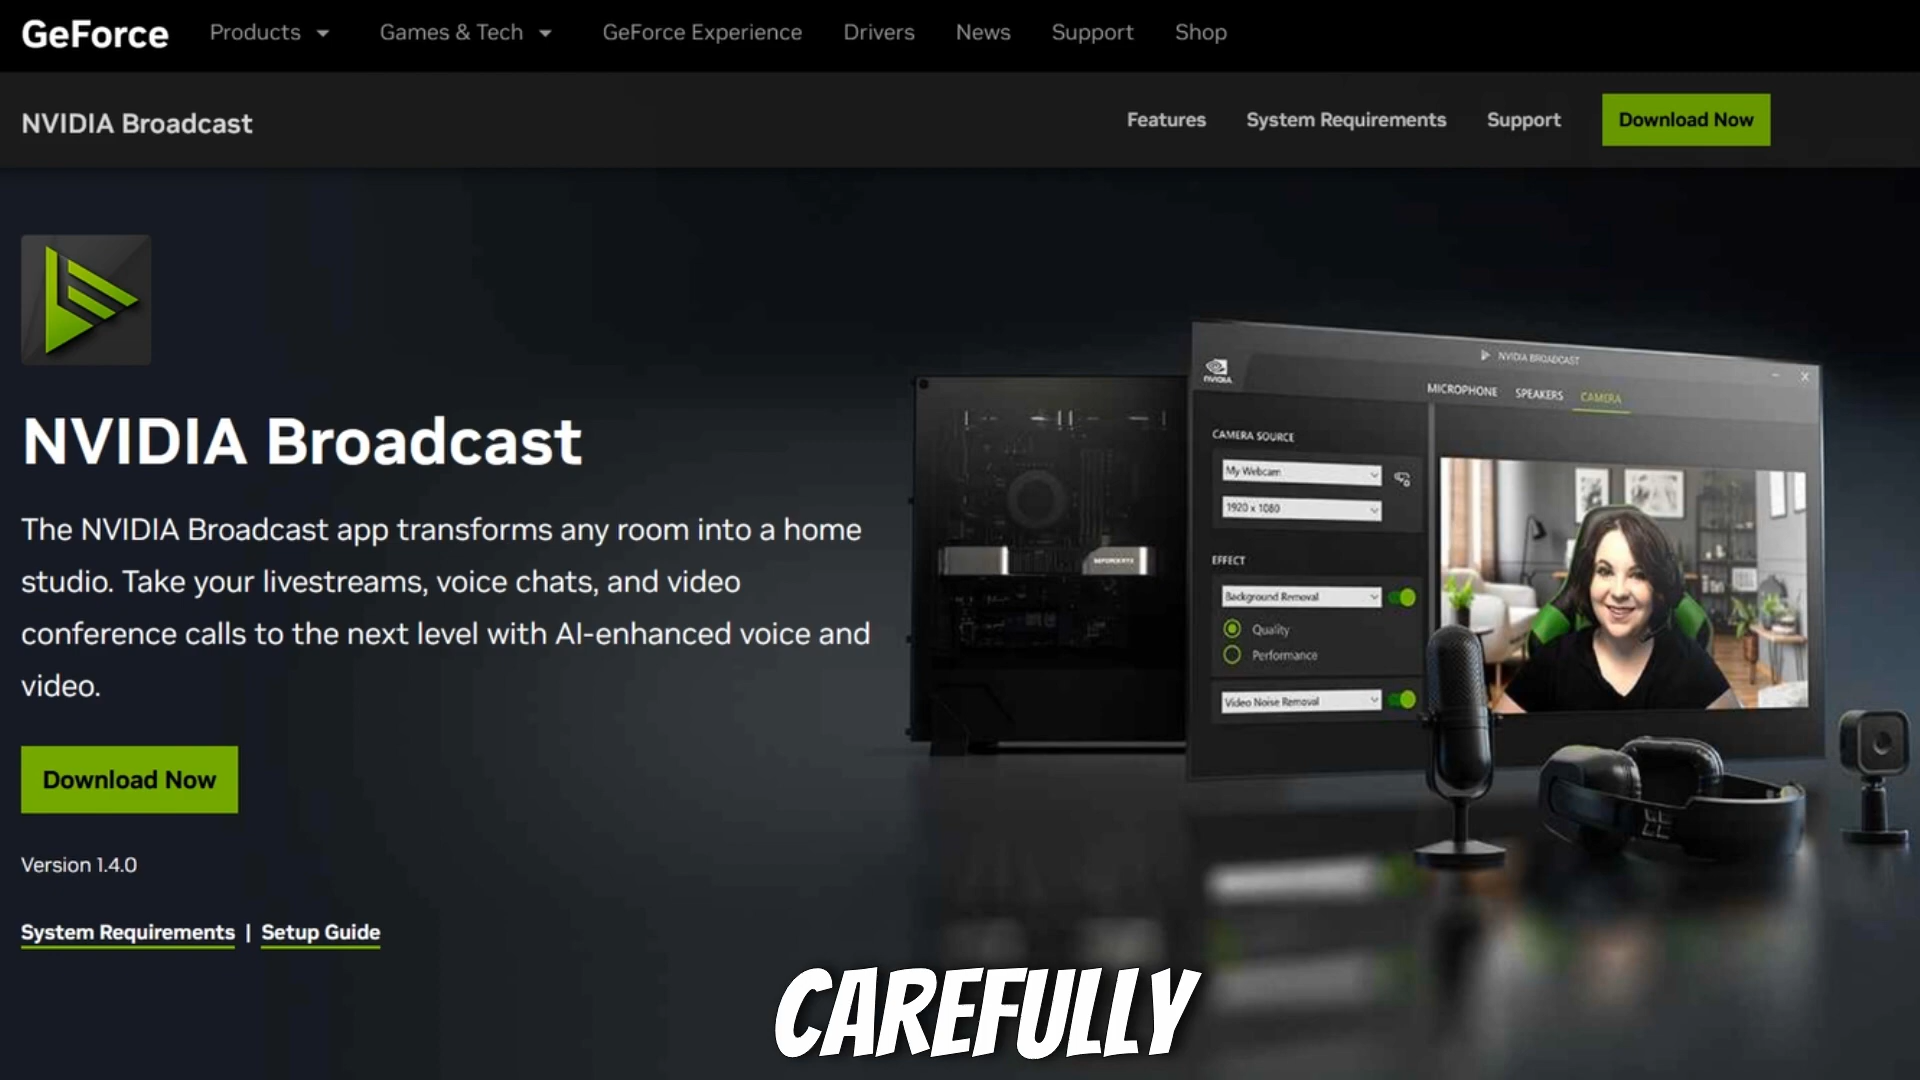 GeForce Products Games & Tech GeForce Experience Drivers News Support Shop
NVIDIA Broadcast Features System Requirements Support Download Now
NVIDIA Broadcast
The NVIDIA Broadcast app transforms any room into a home
studio. Take your livestreams, voice chats, and video
conference calls to the next level with AI-enhanced voice and
video.
Download Now
Version 1.4.0
System Requirements | Setup Guide
NVIDIA BROADCAST
NVIDIA
MICROPHONE SPEAKERS CAMERA
CAMERA SOURCE
My Webcam
1920 x 1080
EFFECT
Background Removal
Quality
Performance
Video Noise Removal
GEFORCE RTX
CAREFULLY